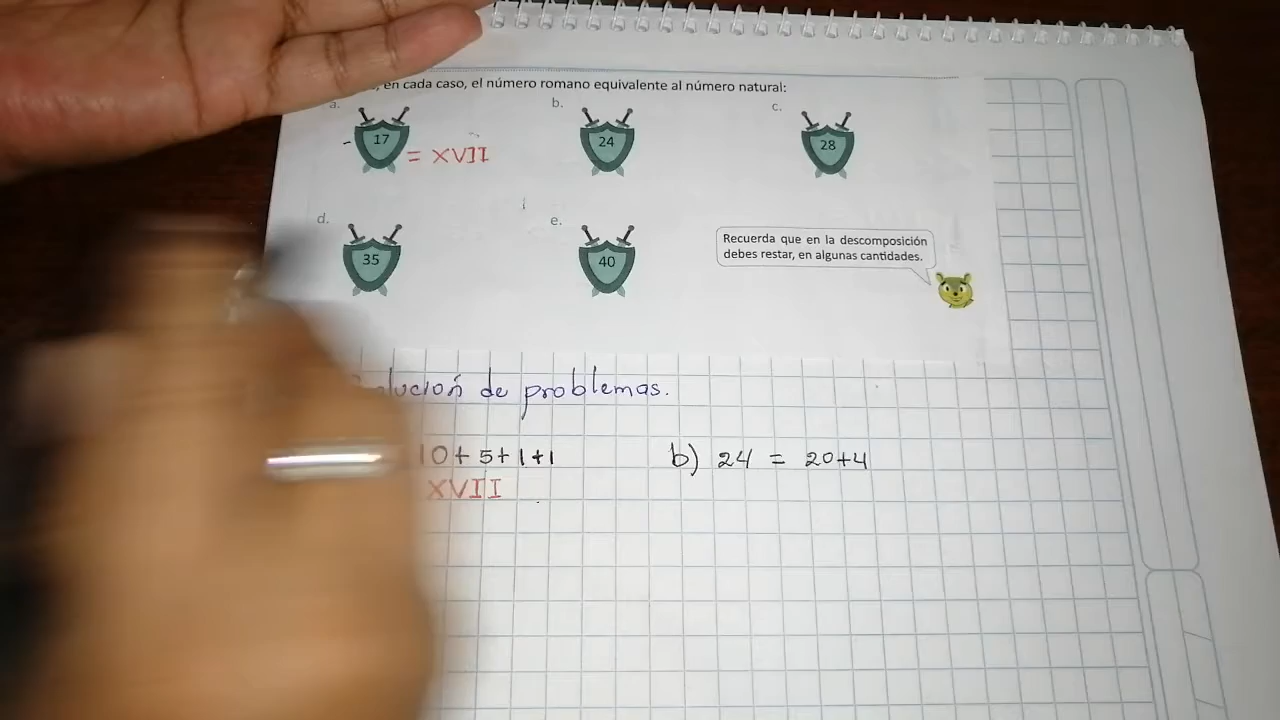 en cada caso, el número romano equivalente al número natural:
a. b. c.
17 24 28
= XVII
d. e.
35 40
Recuerda que en la descomposición
debes restar, en algunas cantidades.
de problemas.
10+5+1+1 b) 24 = 20+4
XVII